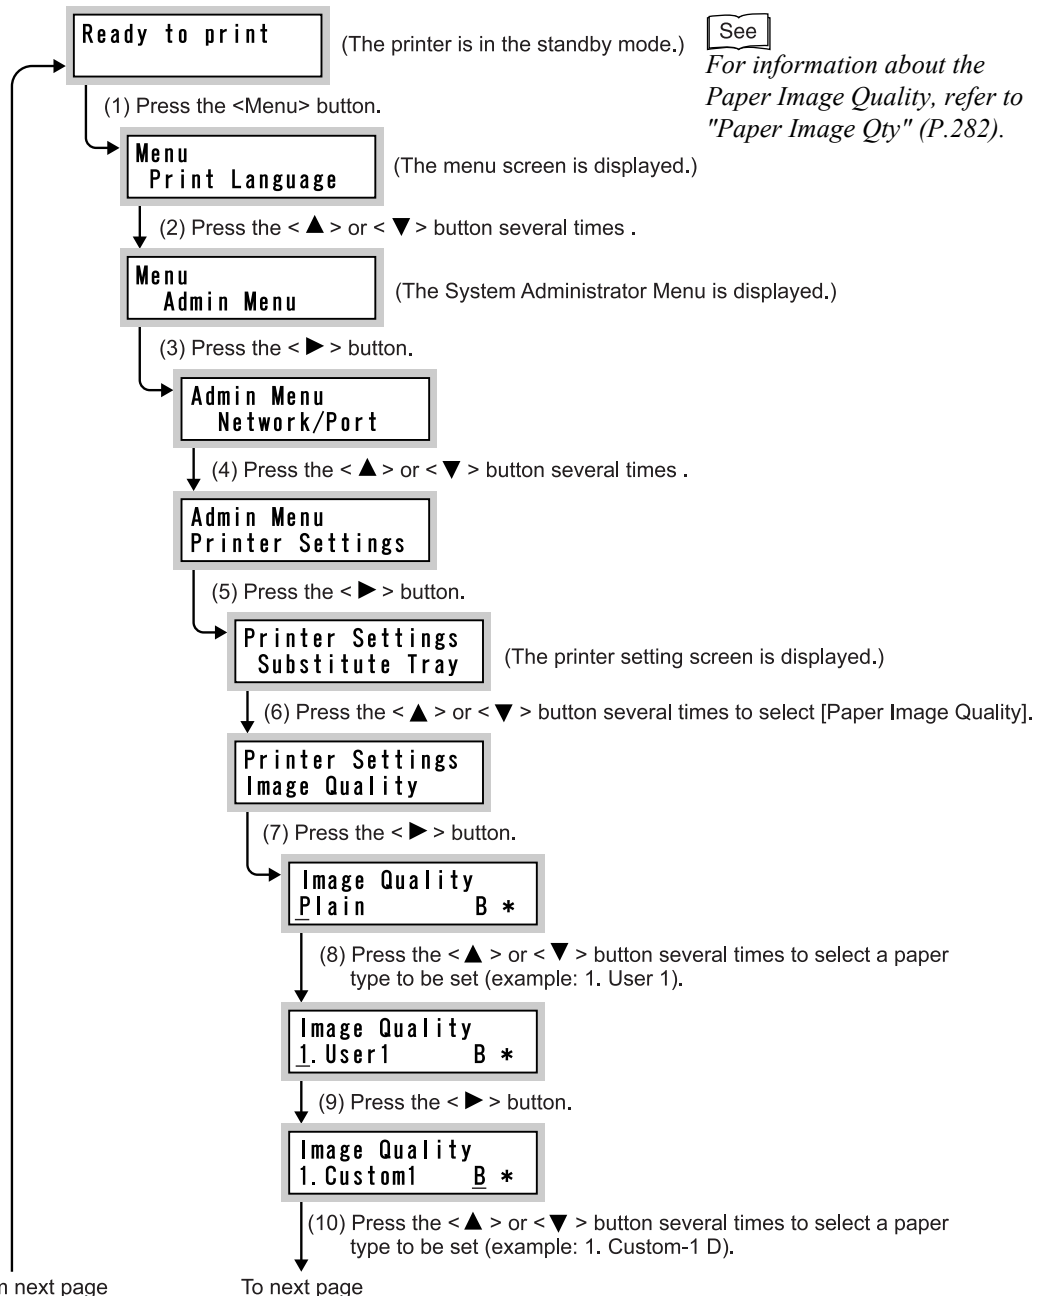 Ready to print
(The printer is in the standby mode.)
See
For information about the
Paper Image Quality, refer to
"Paper Image Qty" (P.282).
(1) Press the <Menu> button.
Menu
Print Language
(The menu screen is displayed.)
(2) Press the < ▲ > or < ▼ > button several times .
Menu
Admin Menu
(The System Administrator Menu is displayed.)
(3) Press the < ▶ > button.
Admin Menu
Network/Port
(4) Press the < ▲ > or < ▼ > button several times .
Admin Menu
Printer Settings
(5) Press the < ▶ > button.
Printer Settings
Substitute Tray
(The printer setting screen is displayed.)
(6) Press the < ▲ > or < ▼ > button several times to select [Paper Image Quality].
Printer Settings
Image Quality
(7) Press the < ▶ > button.
Image Quality
Plain B *
(8) Press the < ▲ > or < ▼ > button several times to select a paper
type to be set (example: 1. User 1).
Image Quality
1.User1 B *
(9) Press the < ▶ > button.
Image Quality
1.Custom1 B *
(10) Press the < ▲ > or < ▼ > button several times to select a paper
type to be set (example: 1. Custom-1 D).
next page
To next page